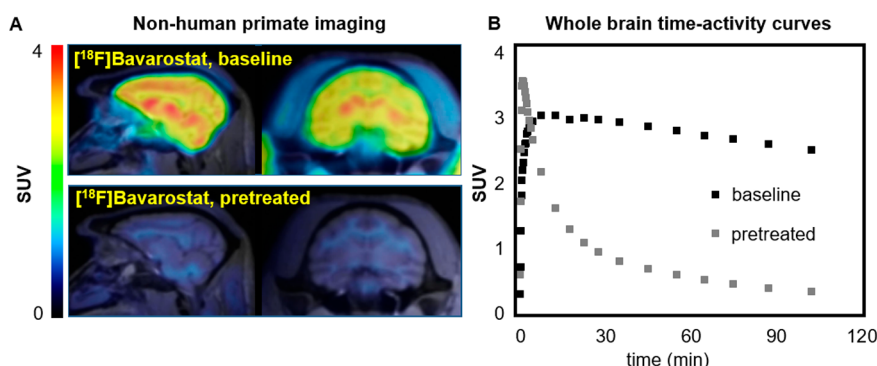 A
Non-human primate imaging
4
[¹⁸F]Bavarostat, baseline
SUV
[¹⁸F]Bavarostat, pretreated
0
B
Whole brain time-activity curves
4
3
2
1
0
SUV
baseline
pretreated
0 30 60 90 120
time (min)